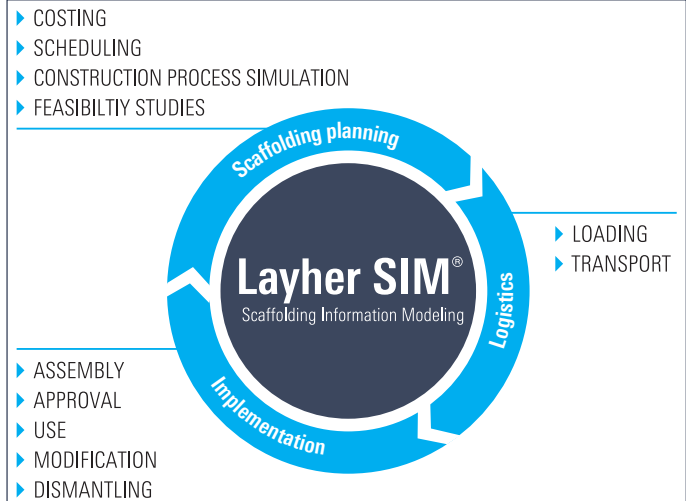 COSTING
SCHEDULING
CONSTRUCTION PROCESS SIMULATION
FEASIBILTIY STUDIES
Scaffolding planning
LOADING
TRANSPORT
Logistics
Layher SIM®
Scaffolding Information Modeling
Implementation
ASSEMBLY
APPROVAL
USE
MODIFICATION
DISMANTLING